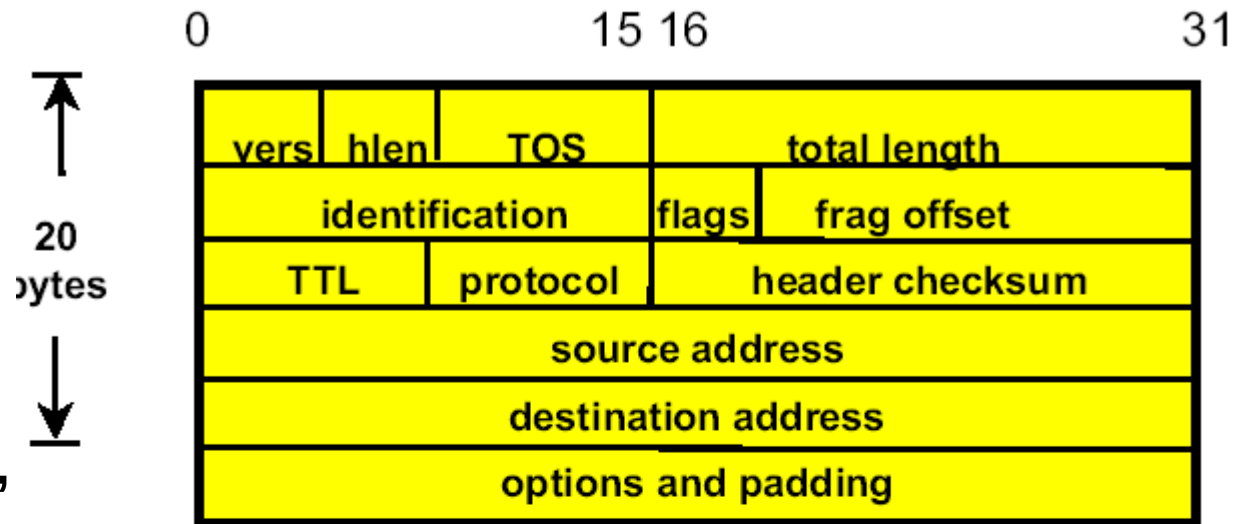 0 15 16 31
vers hlen TOS total length
identification flags frag offset
20
bytes
TTL protocol header checksum
source address
destination address
,
options and padding